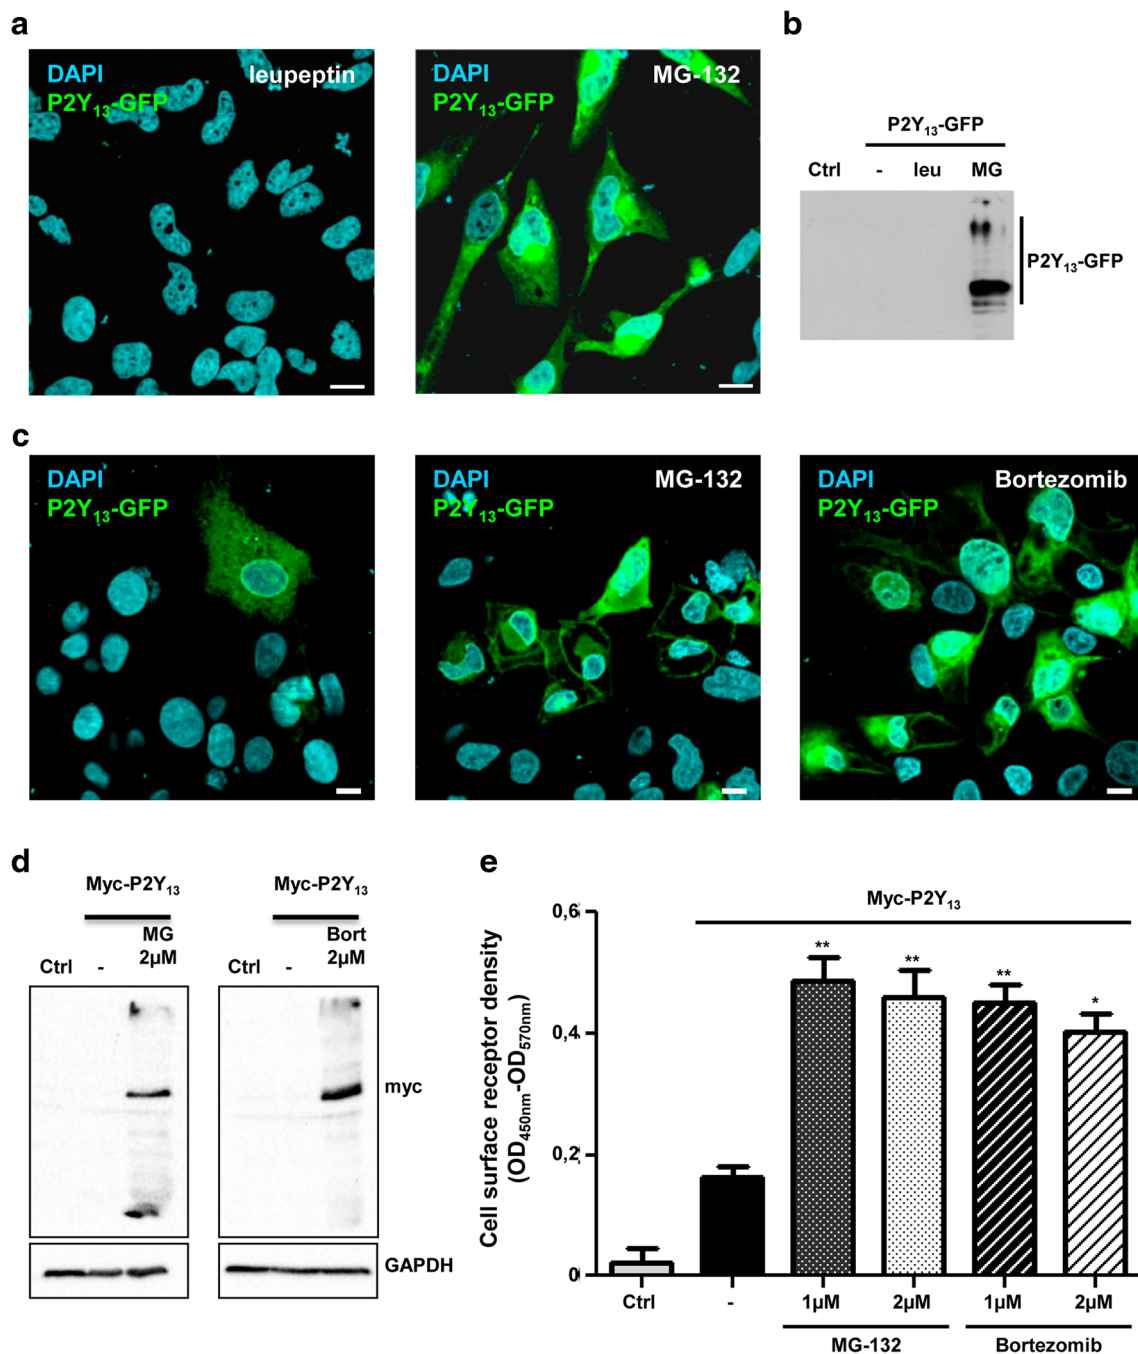 a
DAPI leupeptin
P2Y13-GFP
DAPI MG-132
P2Y13-GFP
b
P2Y13-GFP
Ctrl - leu MG
P2Y13-GFP
c
DAPI
P2Y13-GFP
DAPI MG-132
P2Y13-GFP
DAPI Bortezomib
P2Y13-GFP
d
Myc-P2Y13
MG
2µM
Ctrl -
Myc-P2Y13
Bort
2µM
Ctrl -
myc
GAPDH
e
Myc-P2Y13
Cell surface receptor density
(OD450nm-OD570nm)
0,6
0,4
0,2
0
** ** ** *
Ctrl - 1µM 2µM 1µM 2µM
MG-132 Bortezomib